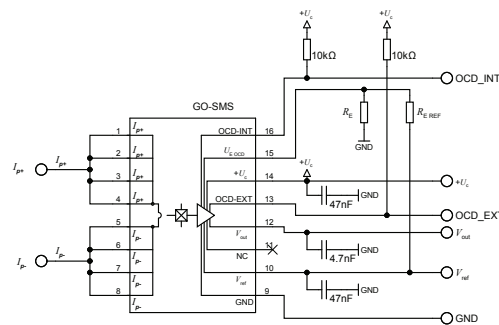 +Uc +Uc
10kΩ 10kΩ
OCD_INT
GO-SMS
RE RE REF
Ip+ OCD-INT 16
1
Ip+ UE OCD 15
2
GND
Ip+ Ip+ Ip+ +Uc 14 +Uc +Uc
3
GND
47nF
Ip+ OCD-EXT 13
4
OCD_EXT
Ip- Vout 12 Vout
5
GND
4.7nF
Ip- NC 11
6
Ip- Ip- Ip- Vref 10 Vref
7
GND
47nF
Ip- GND 9
8
GND